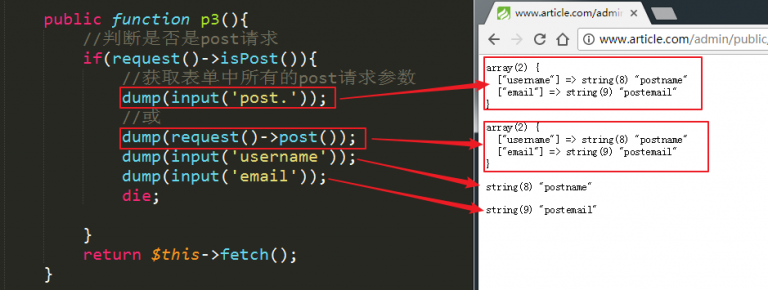 public function p3(){
//判断是否是post请求
if(request()->isPost()){
//获取表单中所有的post请求参数
dump(input('post.'));
//或
dump(request()->post());
dump(input('username'));
dump(input('email'));
die;
}
return $this->fetch();
}
www.article.com/admin
www.article.com/admin/public,
array(2) {
["username"] => string(8) "postname"
["email"] => string(9) "postemail"
}
array(2) {
["username"] => string(8) "postname"
["email"] => string(9) "postemail"
}
string(8) "postname"
string(9) "postemail"